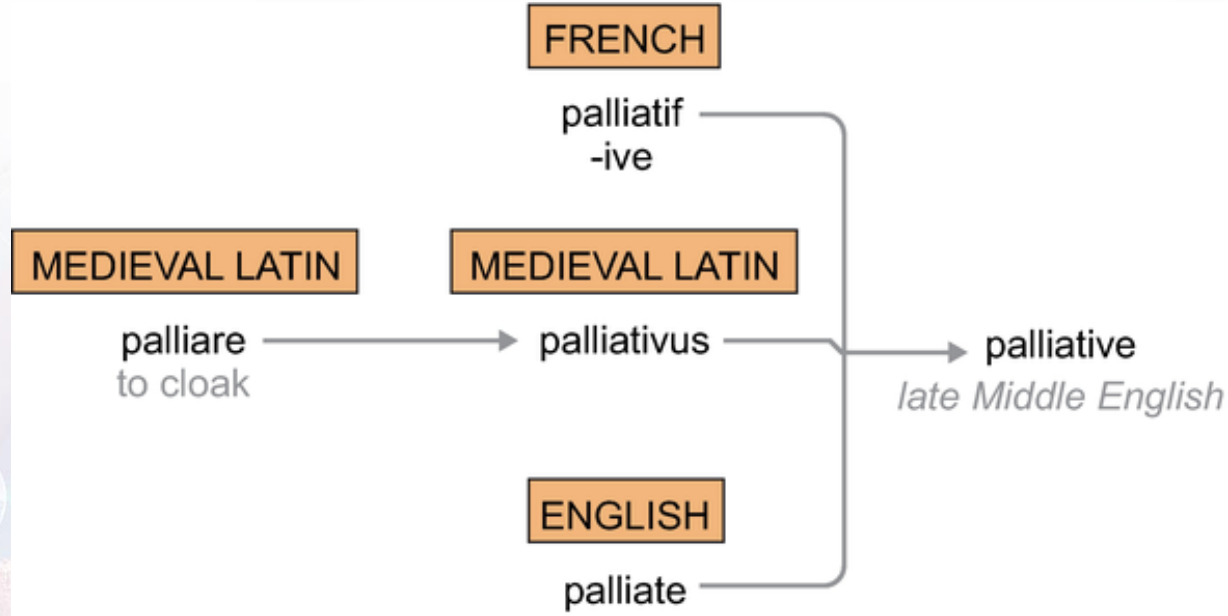 FRENCH
palliatif
-ive
MEDIEVAL LATIN
palliare
to cloak
MEDIEVAL LATIN
palliativus
palliative
late Middle English
ENGLISH
palliate